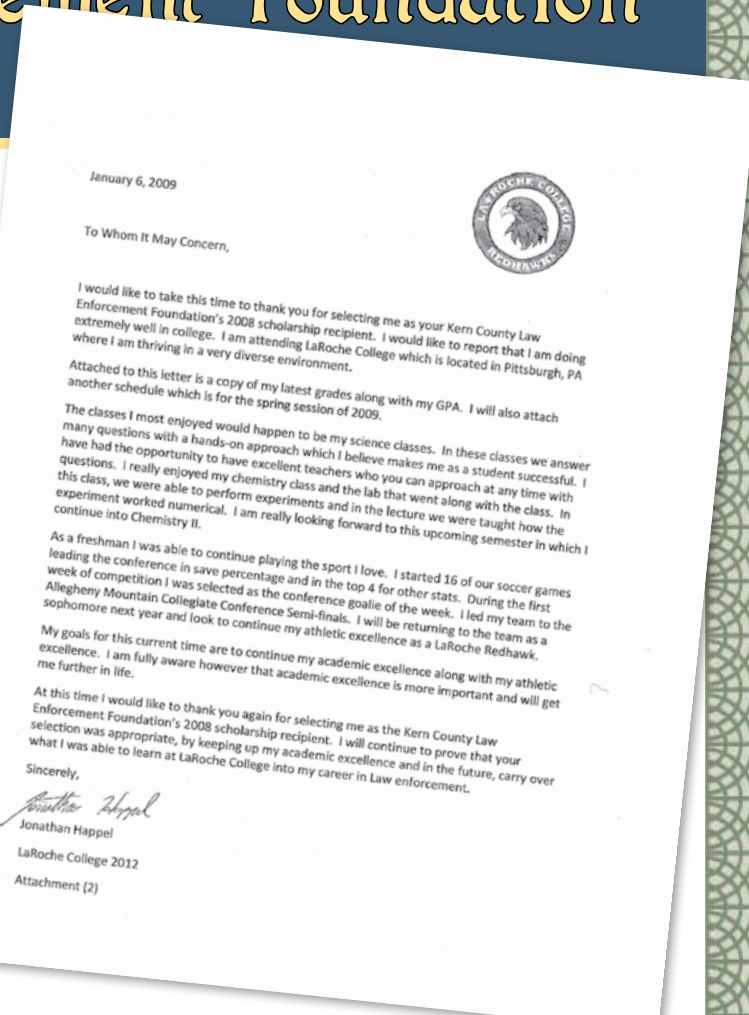 ement Foundation
January 6, 2009
LA ROCHE COLLEGE
REDHAWKS
To Whom It May Concern,
I would like to take this time to thank you for selecting me as your Kern County Law
Enforcement Foundation's 2008 scholarship recipient. I would like to report that I am doing
extremely well in college. I am attending LaRoche College which is located in Pittsburgh, PA
where I am thriving in a very diverse environment.
Attached to this letter is a copy of my latest grades along with my GPA. I will also attach
another schedule which is for the spring session of 2009.
The classes I most enjoyed would happen to be my science classes. In these classes we answer
many questions with a hands-on approach which I believe makes me as a student successful. I
have had the opportunity to have excellent teachers who you can approach at any time with
questions. I really enjoyed my chemistry class and the lab that went along with the class. In
this class, we were able to perform experiments and in the lecture we were taught how the
experiment worked numerical. I am really looking forward to this upcoming semester in which I
continue into Chemistry II.
As a freshman I was able to continue playing the sport I love. I started 16 of our soccer games
leading the conference in save percentage and in the top 4 for other stats. During the first
week of competition I was selected as the conference goalie of the week. I led my team to the
Allegheny Mountain Collegiate Conference Semi-finals. I will be returning to the team as a
sophomore next year and look to continue my athletic excellence as a LaRoche Redhawk.
My goals for this current time are to continue my academic excellence along with my athletic
excellence. I am fully aware however that academic excellence is more important and will get
me further in life.
At this time I would like to thank you again for selecting me as the Kern County Law
Enforcement Foundation's 2008 scholarship recipient. I will continue to prove that your
selection was appropriate, by keeping up my academic excellence and in the future, carry over
what I was able to learn at LaRoche College into my career in Law enforcement.
Sincerely,
Jonathan Happel
Jonathan Happel
LaRoche College 2012
Attachment (2)